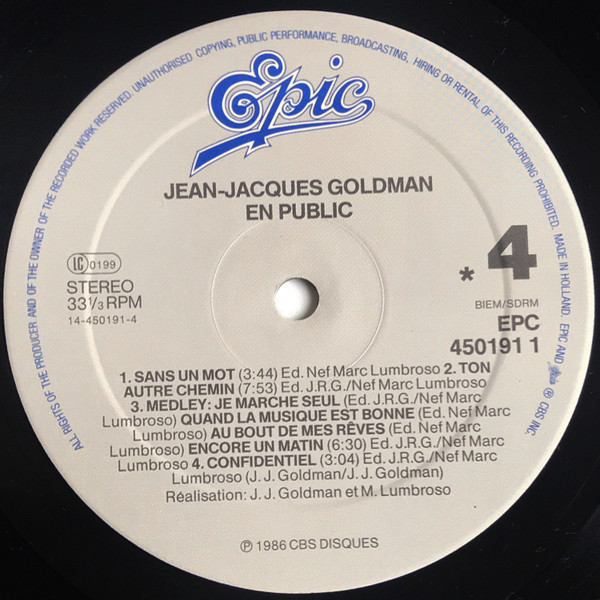 ALL RIGHTS OF THE PRODUCER AND OF THE OWNER OF THE RECORDED WORK RESERVED. UNAUTHORISED COPYING, PUBLIC PERFORMANCE, BROADCASTING, HIRING OR RENTAL OF THIS RECORDING PROHIBITED. MADE IN HOLLAND. EPIC AND ARE ® CBS INC.
Epic
JEAN-JACQUES GOLDMAN
EN PUBLIC
LC 0199
STEREO
33 1/3 RPM
14-450191-4
* 4
BIEM/SDRM
EPC
450191 1
1. SANS UN MOT (3:44) Ed. Nef Marc Lumbroso 2. TON
AUTRE CHEMIN (7:53) Ed. J.R.G./Nef Marc Lumbroso
3. MEDLEY: JE MARCHE SEUL (Ed. J.R.G./Nef Marc
Lumbroso) QUAND LA MUSIQUE EST BONNE (Ed. J.R.G./Nef Marc
Lumbroso) AU BOUT DE MES RÊVES (Ed. J.R.G./Nef Marc
Lumbroso) ENCORE UN MATIN (6:30) Ed. J.R.G./Nef Marc
Lumbroso 4. CONFIDENTIEL (3:04) Ed. J.R.G./Nef Marc
Lumbroso (J. J. Goldman/J. J. Goldman)
Réalisation: J. J. Goldman et M. Lumbroso
℗ 1986 CBS DISQUES